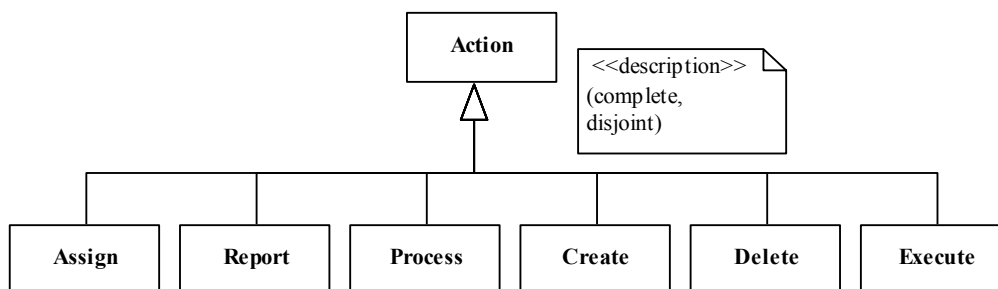 Action
<<description>>
(complete,
disjoint)
Assign
Report
Process
Create
Delete
Execute